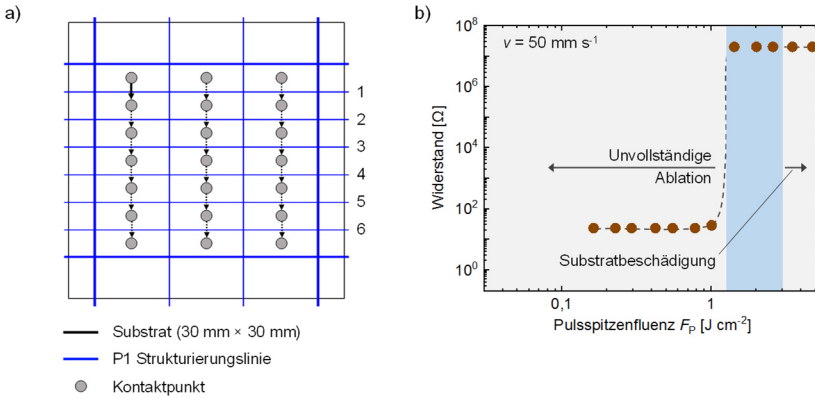 a)
1
2
3
4
5
6
Substrat (30 mm × 30 mm)
P1 Strukturierungslinie
Kontaktpunkt
b)
v = 50 mm s⁻¹
Widerstand [Ω]
10⁸
10⁶
10⁴
10²
10⁰
Unvollständige
Ablation
Substratbeschädigung
0,1
1
Pulsspitzenfluenz Fₚ [J cm⁻²]